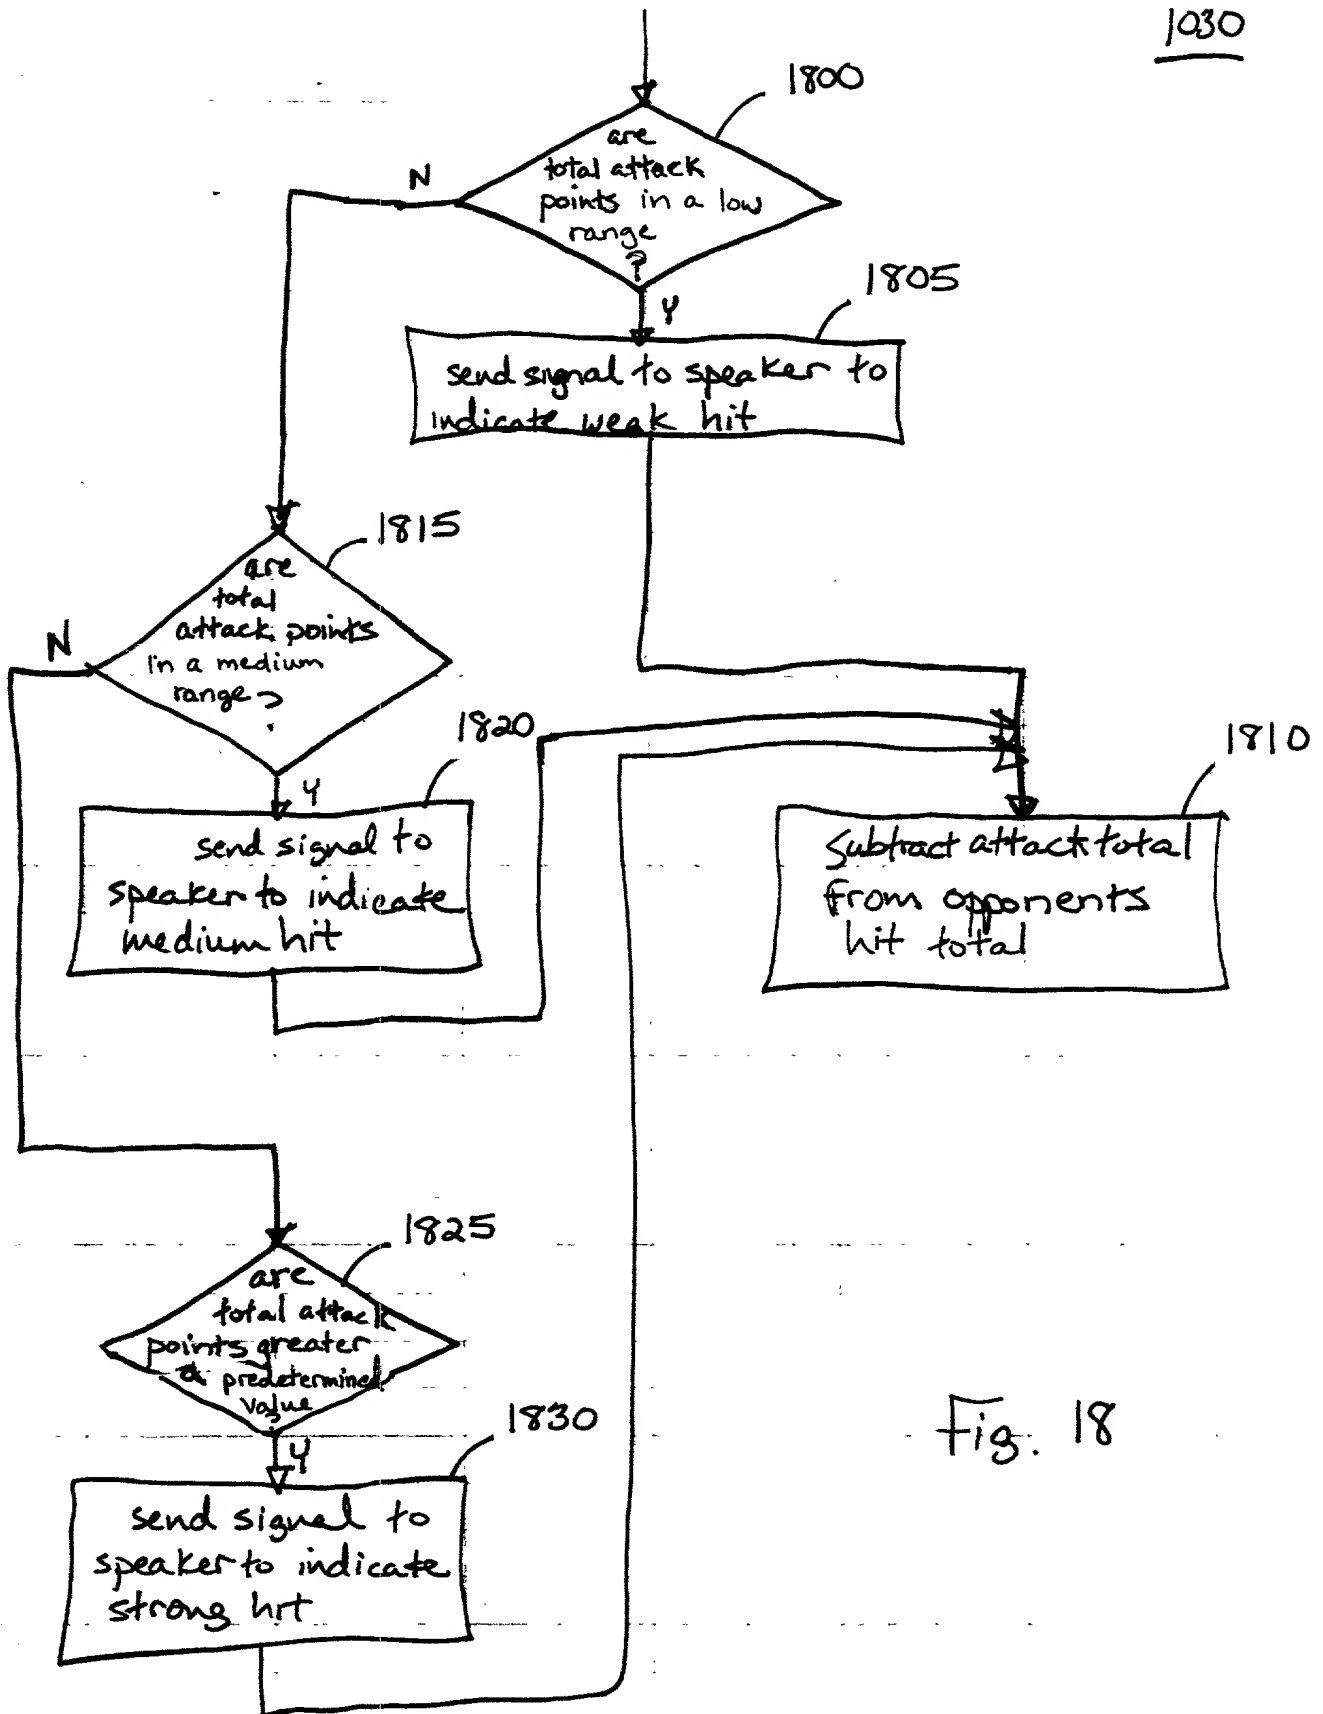 1030
1800
are
total attack
points in a low
range
?
N
Y
1805
send signal to speaker to
indicate weak hit
1815
are
total
attack points
in a medium
range ?
N
Y
1820
send signal to
speaker to indicate
medium hit
1810
Subtract attack total
from opponents
hit total
1825
are
total attack
points greater
a predetermined
value
?
Y
1830
send signal to
speaker to indicate
strong hit
Fig. 18